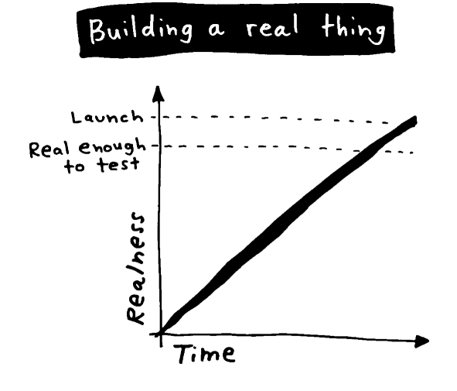 Building a real thing
Launch
Real enough
to test
Realness
Time